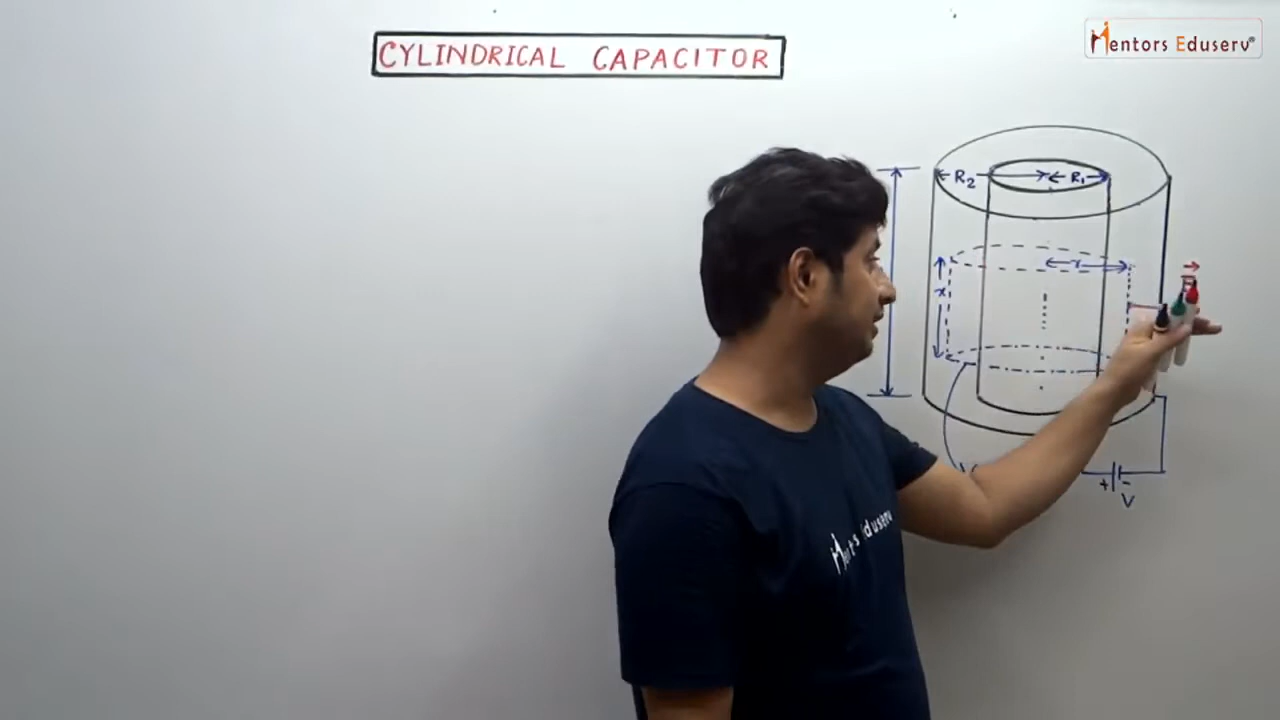 CYLINDRICAL CAPACITOR
Mentors Eduserv®
R₂
R₁
x
+
-
V